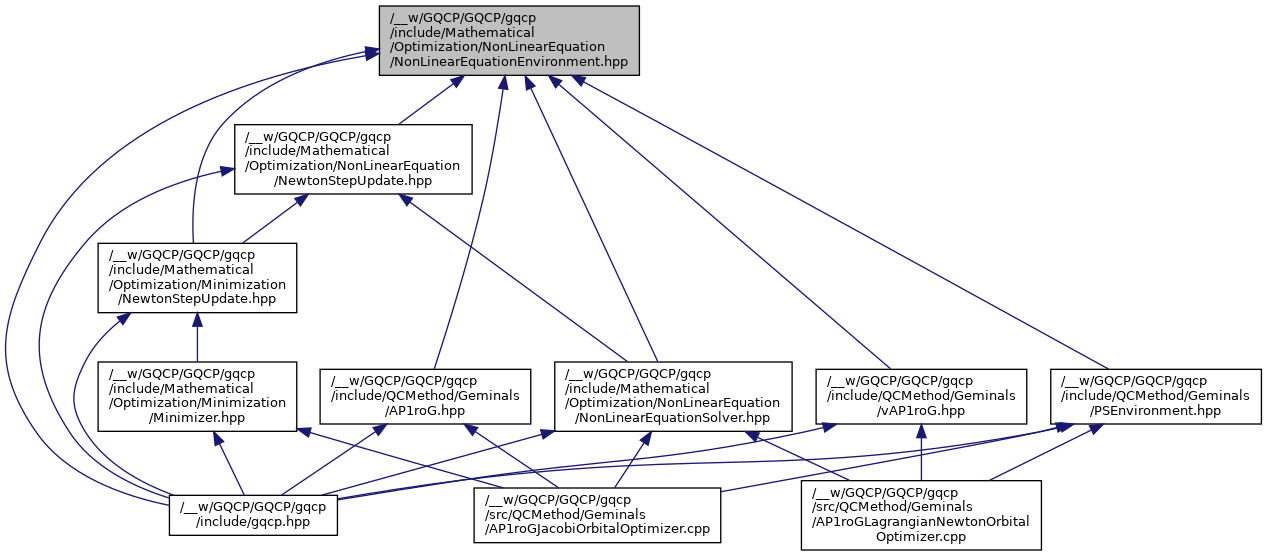 /__w/GQCP/GQCP/gqcp
/include/Mathematical
/Optimization/NonLinearEquation
/NonLinearEquationEnvironment.hpp
/__w/GQCP/GQCP/gqcp
/include/Mathematical
/Optimization/NonLinearEquation
/NewtonStepUpdate.hpp
/__w/GQCP/GQCP/gqcp
/include/Mathematical
/Optimization/Minimization
/NewtonStepUpdate.hpp
/__w/GQCP/GQCP/gqcp
/include/Mathematical
/Optimization/Minimization
/Minimizer.hpp
/__w/GQCP/GQCP/gqcp
/include/QCMethod/Geminals
/AP1roG.hpp
/__w/GQCP/GQCP/gqcp
/include/Mathematical
/Optimization/NonLinearEquation
/NonLinearEquationSolver.hpp
/__w/GQCP/GQCP/gqcp
/include/QCMethod/Geminals
/vAP1roG.hpp
/__w/GQCP/GQCP/gqcp
/include/QCMethod/Geminals
/PSEnvironment.hpp
/__w/GQCP/GQCP/gqcp
/include/gqcp.hpp
/__w/GQCP/GQCP/gqcp
/src/QCMethod/Geminals
/AP1roGJacobiOrbitalOptimizer.cpp
/__w/GQCP/GQCP/gqcp
/src/QCMethod/Geminals
/AP1roGLagrangianNewtonOrbital
Optimizer.cpp